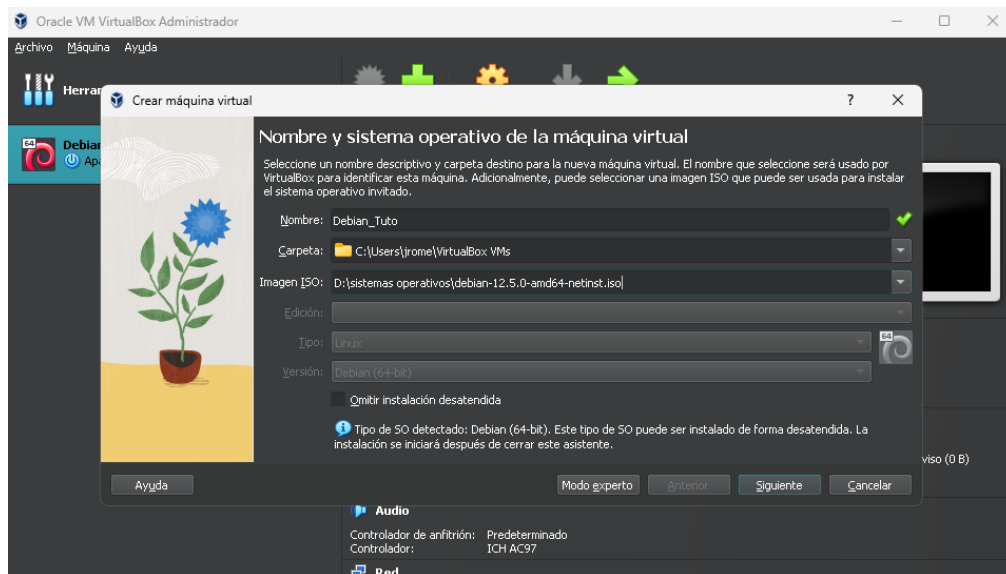 Oracle VM VirtualBox Administrador
Archivo Máquina Ayuda
Crear máquina virtual
?
64
Nombre y sistema operativo de la máquina virtual
Seleccione un nombre descriptivo y carpeta destino para la nueva máquina virtual. El nombre que seleccione será usado por
VirtualBox para identificar esta máquina. Adicionalmente, puede seleccionar una imagen ISO que puede ser usada para instalar
el sistema operativo invitado.
Nombre: Debian_Tuto
Carpeta: C:\Users\jrome\VirtualBox VMs
Imagen ISO: D:\sistemas operativos\debian-12.5.0-amd64-netinst.iso
Edición:
Tipo: Linux
64
Versión: Debian (64-bit)
Omitir instalación desatendida
Tipo de SO detectado: Debian (64-bit). Este tipo de SO puede ser instalado de forma desatendida. La
instalación se iniciará después de cerrar este asistente.
(0 B)
Ayuda Modo experto Anterior Siguiente Cancelar
Audio
Controlador de anfitrión: Predeterminado
Controlador: ICH AC97
Red